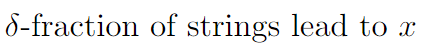 δ-fraction of strings lead to x